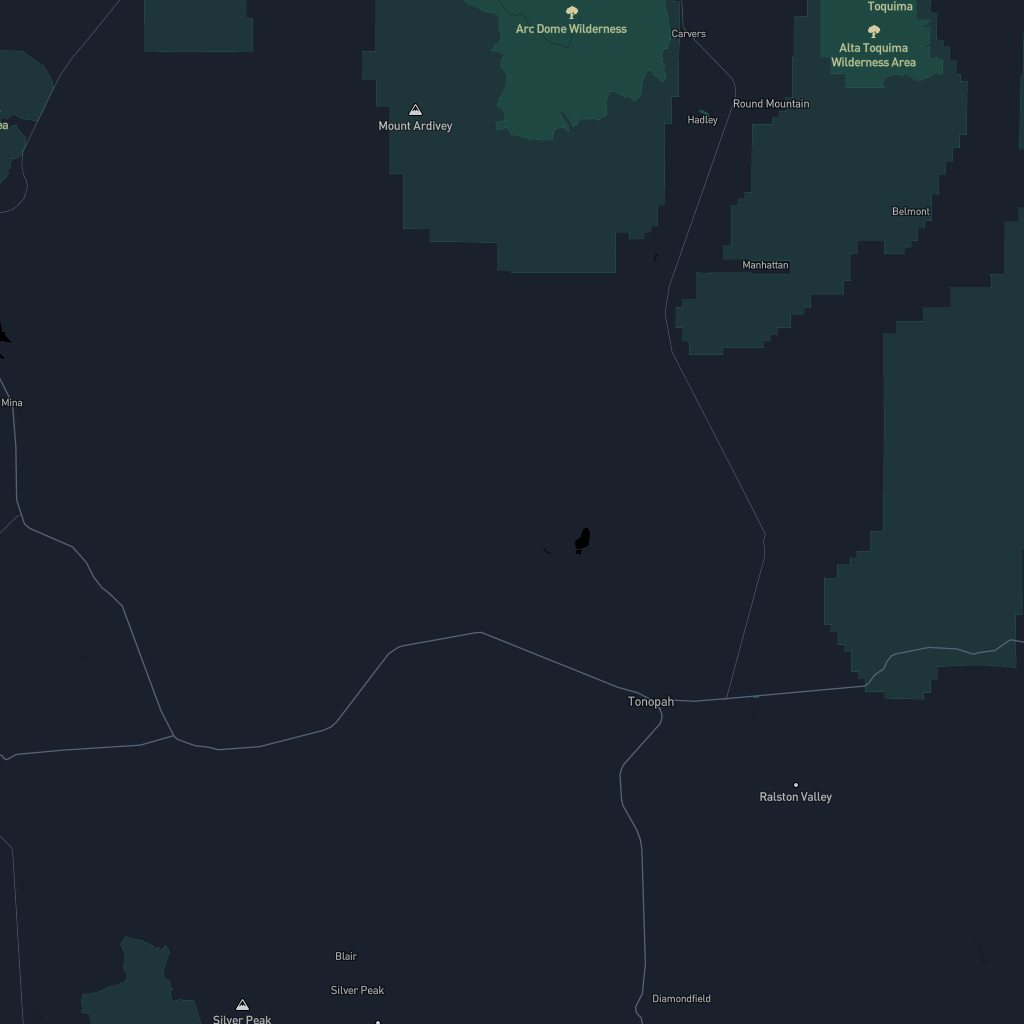 Toquima
Arc Dome Wilderness
Carvers
Alta Toquima
Wilderness Area
Round Mountain
Mount Ardivey
Hadley
ea
Belmont
Manhattan
Mina
Tonopah
Ralston Valley
Blair
Silver Peak
Diamondfield
Silver Peak